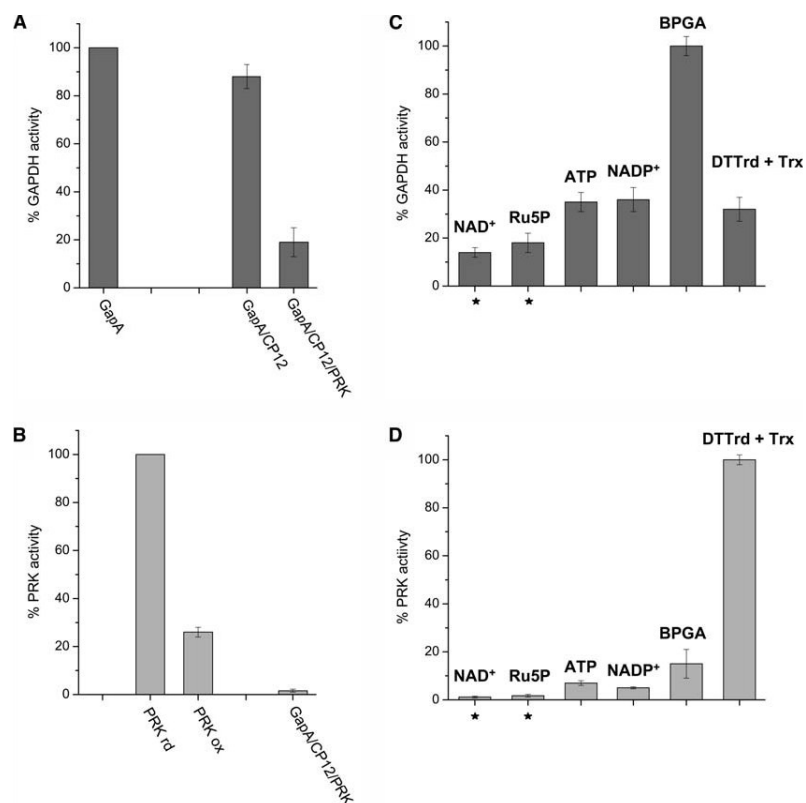 A
% GAPDH activity
100
80
60
40
20
0
GapA
GapA/CP12
GapA/CP12/PRK
C
% GAPDH activity
100
80
60
40
20
0
NAD⁺
Ru5P
ATP
NADP⁺
BPGA
DTTrd + Trx
★
★
B
% PRK activity
100
80
60
40
20
0
PRK rd
PRK ox
GapA/CP12/PRK
D
% PRK activity
100
80
60
40
20
0
NAD⁺
Ru5P
ATP
NADP⁺
BPGA
DTTrd + Trx
★
★